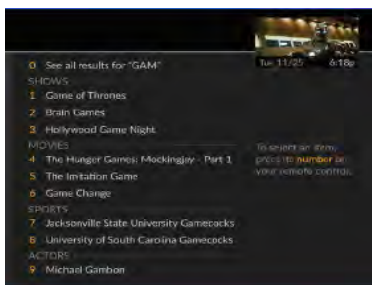 0 See all results for "GAM"
Tue 11/25 6:18p
SHOWS
1 Game of Thrones
2 Brain Games
3 Hollywood Game Night
MOVIES
4 The Hunger Games: Mockingjay - Part 1
5 The Imitation Game
6 Game Change
To select an item,
press its number on
your remote control.
SPORTS
7 Jacksonville State University Gamecocks
8 University of South Carolina Gamecocks
ACTORS
9 Michael Gambon